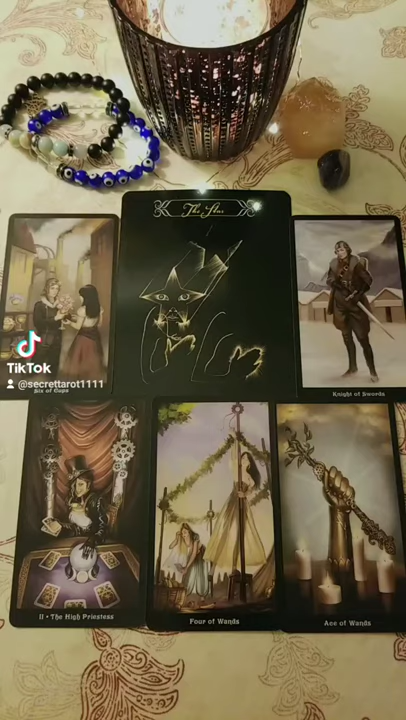 The Star
TikTok
@secrettarot1111
Six of Cups
Knight of Swords
II • The High Priestess
Four of Wands
Ace of Wands